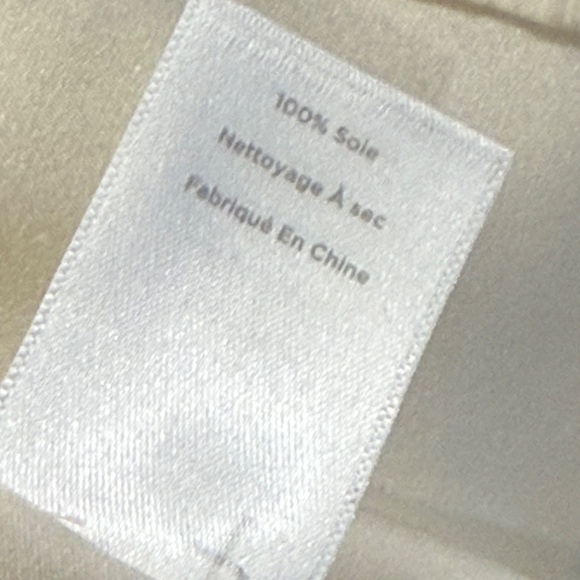 100% Soie
Nettoyage À sec
Fabriqué En Chine